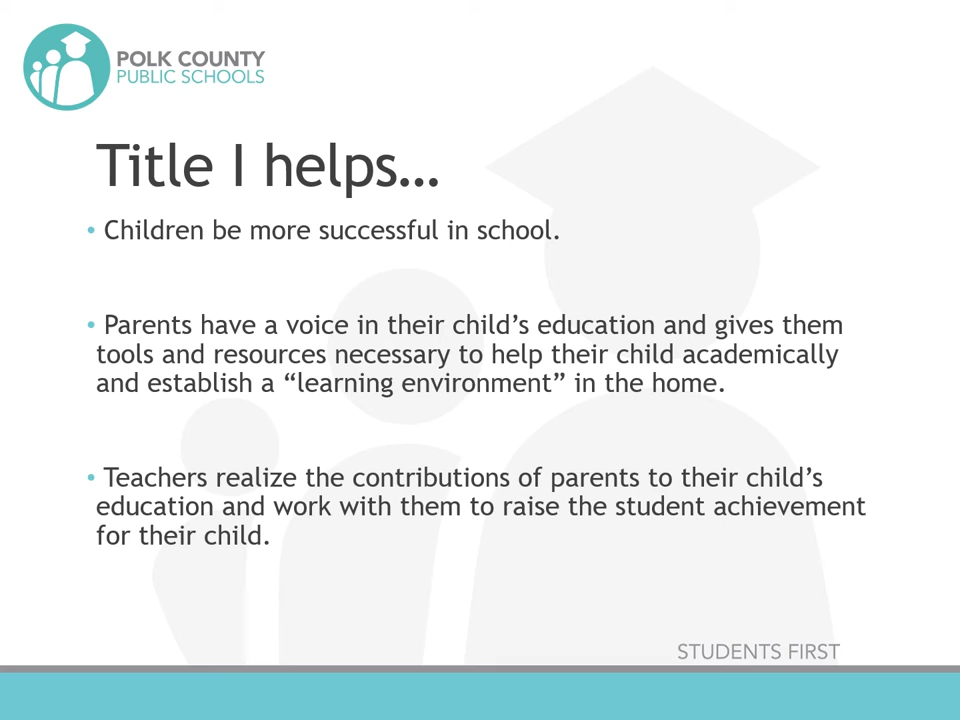 POLK COUNTY
PUBLIC SCHOOLS
Title I helps…
• Children be more successful in school.
• Parents have a voice in their child’s education and gives them
tools and resources necessary to help their child academically
and establish a “learning environment” in the home.
• Teachers realize the contributions of parents to their child’s
education and work with them to raise the student achievement
for their child.
STUDENTS FIRST